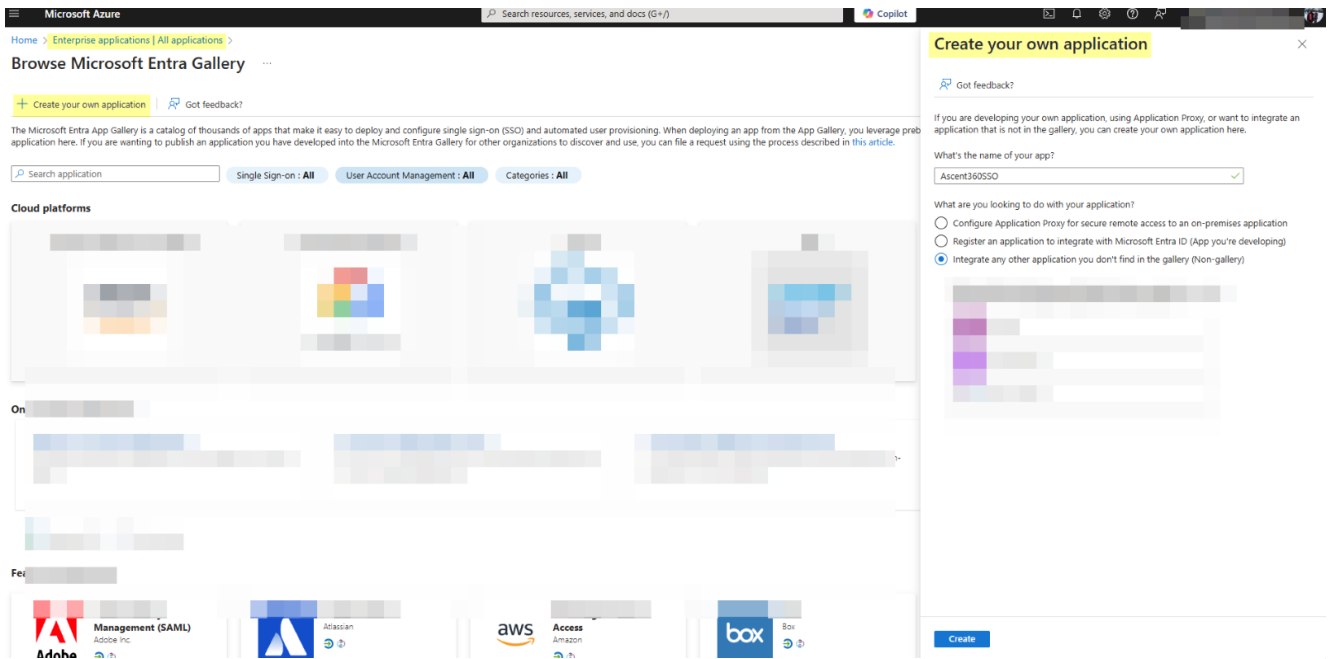 Microsoft Azure
Search resources, services, and docs (G+/)
Copilot
Home > Enterprise applications | All applications >
Browse Microsoft Entra Gallery ...
+ Create your own application
Got feedback?
The Microsoft Entra App Gallery is a catalog of thousands of apps that make it easy to deploy and configure single sign-on (SSO) and automated user provisioning. When deploying an app from the App Gallery, you leverage preb
application here. If you are wanting to publish an application you have developed into the Microsoft Entra Gallery for other organizations to discover and use, you can file a request using the process described in this article.
Search application
Single Sign-on : All
User Account Management : All
Categories : All
Cloud platforms
On
Fea
Management (SAML)
Adobe Inc.
Adobe
Atlassian
aws
Access
Amazon
box
Box
Create your own application
Got feedback?
If you are developing your own application, using Application Proxy, or want to integrate an
application that is not in the gallery, you can create your own application here.
What's the name of your app?
Ascent360SSO
What are you looking to do with your application?
Configure Application Proxy for secure remote access to an on-premises application
Register an application to integrate with Microsoft Entra ID (App you're developing)
Integrate any other application you don't find in the gallery (Non-gallery)
Create